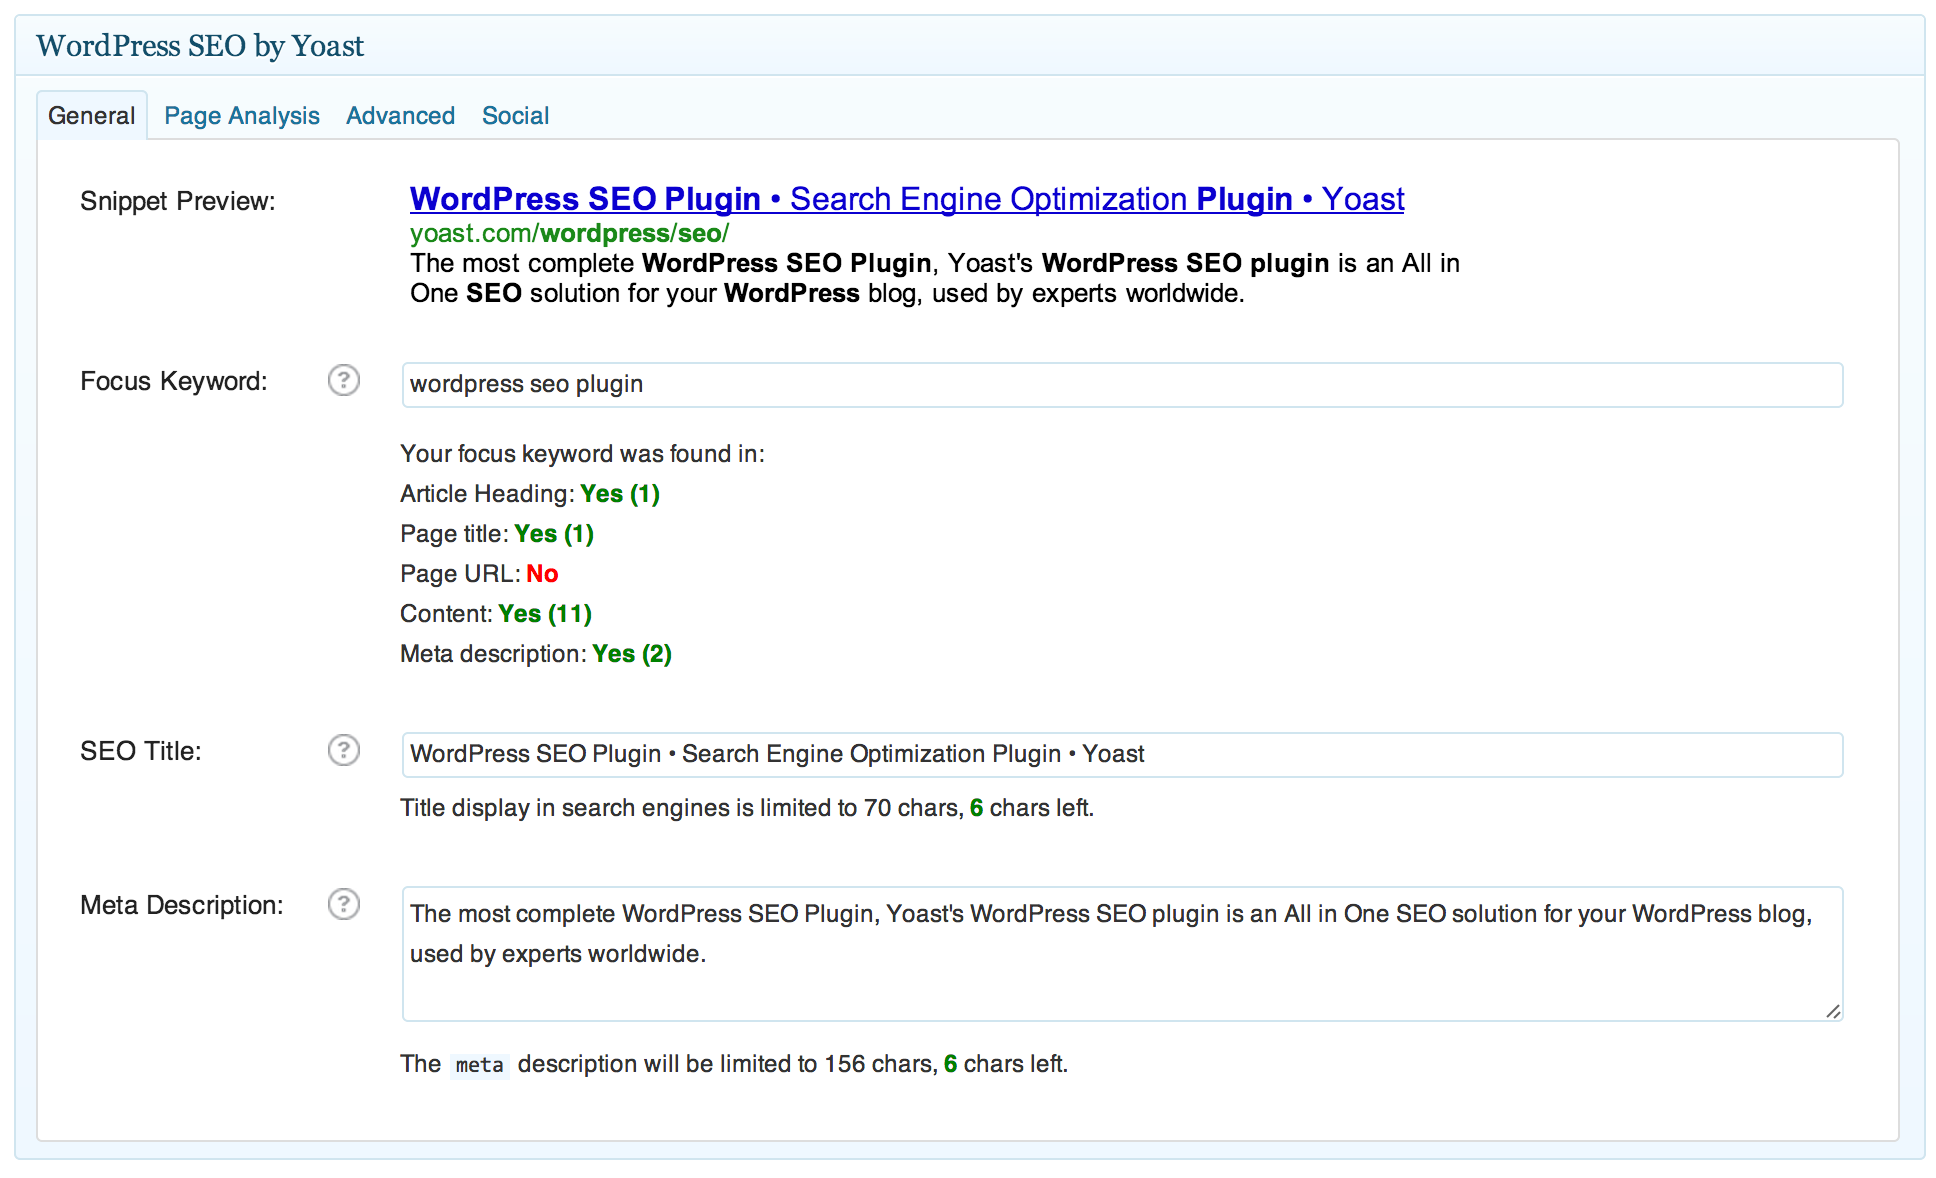 WordPress SEO by Yoast
General Page Analysis Advanced Social
Snippet Preview:
WordPress SEO Plugin • Search Engine Optimization Plugin • Yoast
yoast.com/wordpress/seo/
The most complete WordPress SEO Plugin, Yoast's WordPress SEO plugin is an All in
One SEO solution for your WordPress blog, used by experts worldwide.
Focus Keyword: ? wordpress seo plugin
Your focus keyword was found in:
Article Heading: Yes (1)
Page title: Yes (1)
Page URL: No
Content: Yes (11)
Meta description: Yes (2)
SEO Title: ? WordPress SEO Plugin • Search Engine Optimization Plugin • Yoast
Title display in search engines is limited to 70 chars, 6 chars left.
Meta Description: ? The most complete WordPress SEO Plugin, Yoast's WordPress SEO plugin is an All in One SEO solution for your WordPress blog,
used by experts worldwide.
The meta description will be limited to 156 chars, 6 chars left.